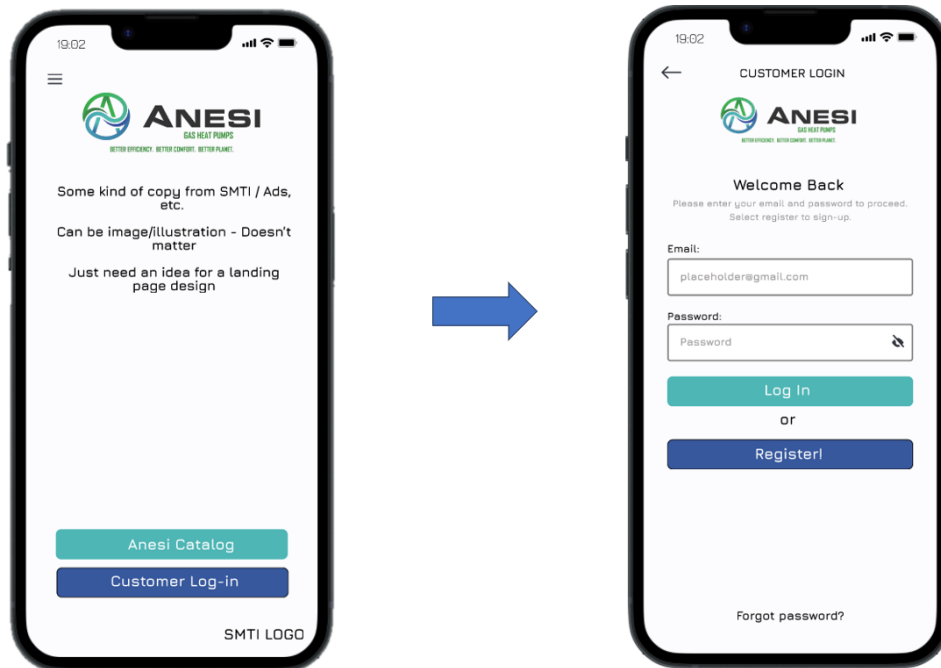 19:02
ANESI
GAS HEAT PUMPS
BETTER EFFICIENCY. BETTER COMFORT. BETTER PLANET.
Some kind of copy from SMTI / Ads,
etc.
Can be image/illustration - Doesn't
matter
Just need an idea for a landing
page design
Anesi Catalog
Customer Log-in
SMTI LOGO
19:02
CUSTOMER LOGIN
ANESI
GAS HEAT PUMPS
BETTER EFFICIENCY. BETTER COMFORT. BETTER PLANET.
Welcome Back
Please enter your email and password to proceed.
Select register to sign-up.
Email:
placeholder@gmail.com
Password:
Password
Log In
or
Register!
Forgot password?